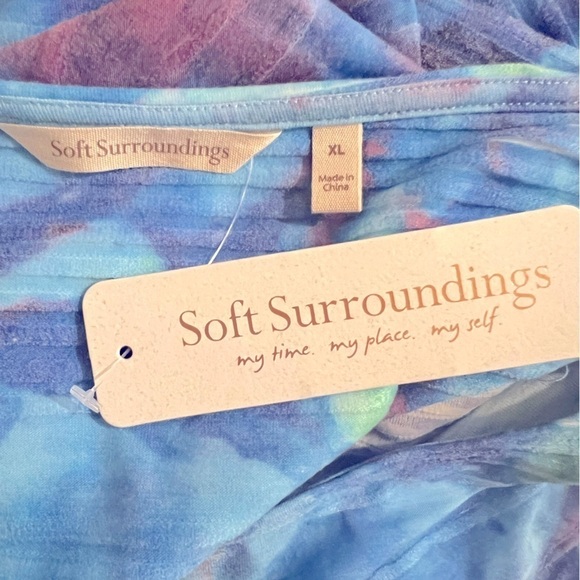 Soft Surroundings
XL
Made in
China
Soft Surroundings
my time. my place. my self.